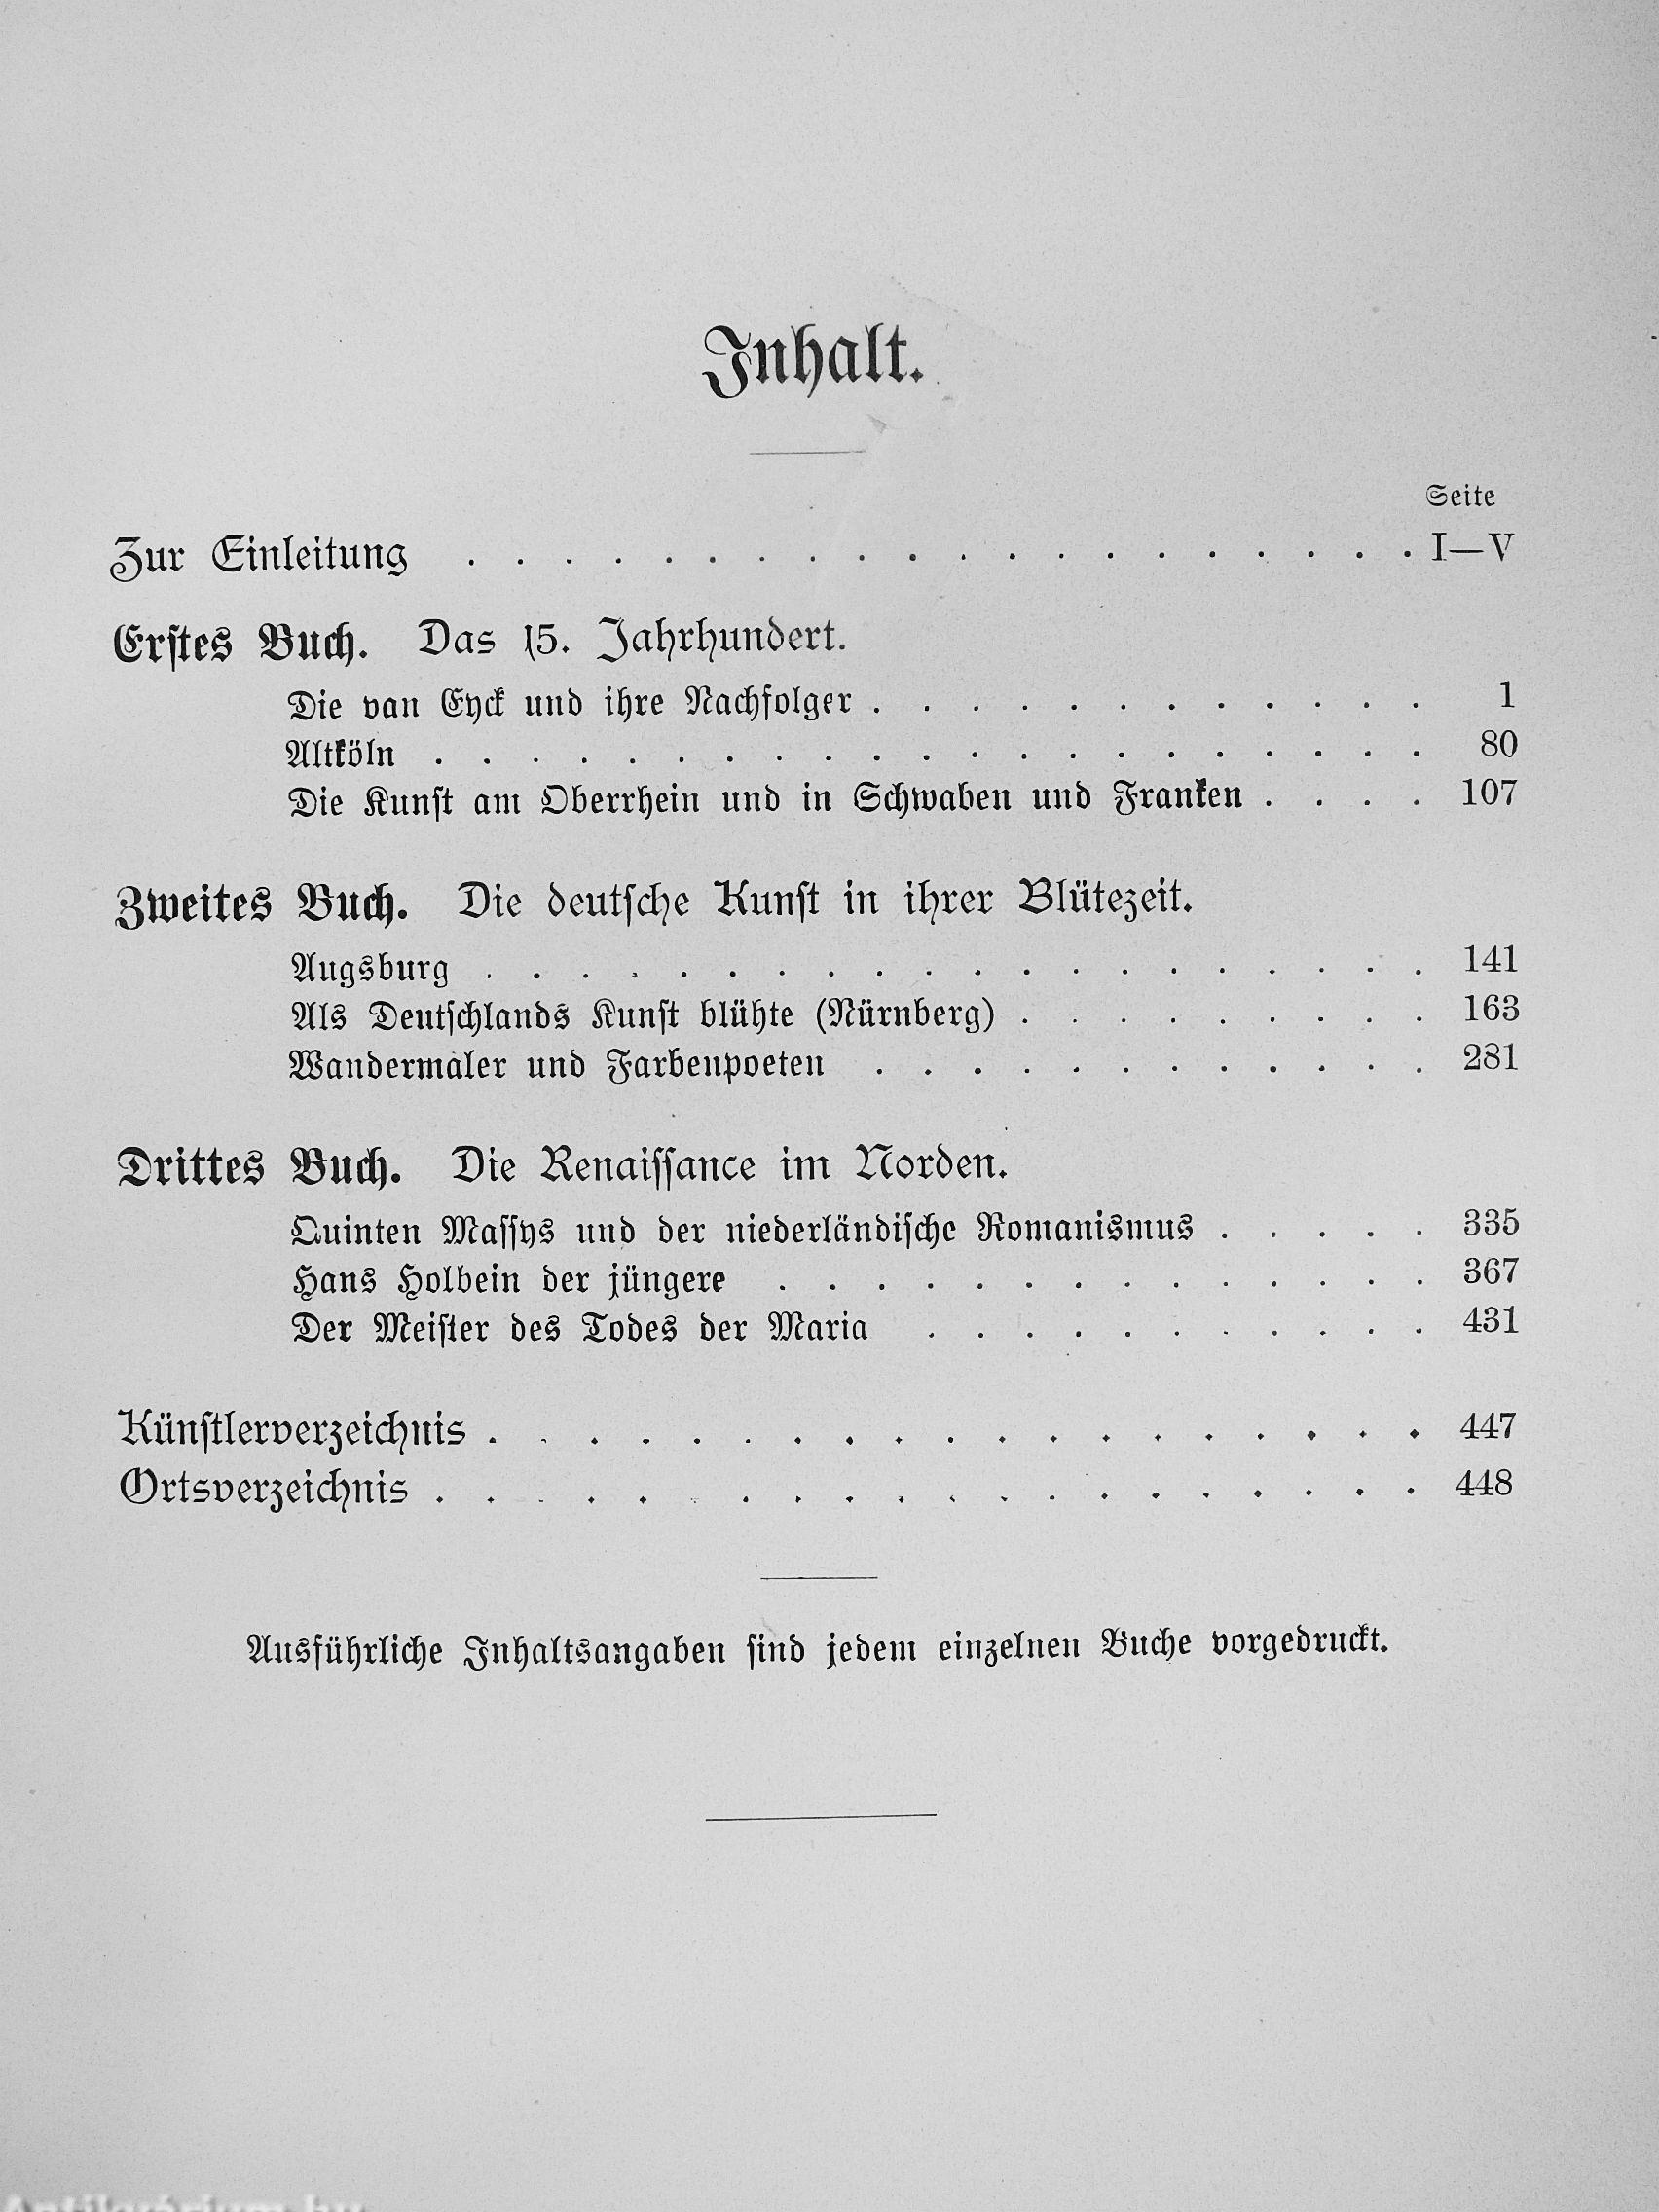 Inhalt.
Seite
Zur Einleitung . . . . . . . . . . . . . . . . . . . . I—V
Erstes Buch. Das 15. Jahrhundert.
Die van Eyck und ihre Nachfolger . . . . . . . . . . . . 1
Altköln . . . . . . . . . . . . . . . . . . . . . 80
Die Kunst am Oberrhein und in Schwaben und Franken . . . . 107
Zweites Buch. Die deutsche Kunst in ihrer Blütezeit.
Augsburg . . . . . . . . . . . . . . . . . . . . 141
Als Deutschlands Kunst blühte (Nürnberg) . . . . . . . . . 163
Wandermaler und Farbenpoeten . . . . . . . . . . . . 281
Drittes Buch. Die Renaissance im Norden.
Quinten Massys und der niederländische Romanismus . . . . . 335
Hans Holbein der jüngere . . . . . . . . . . . . . . 367
Der Meister des Todes der Maria . . . . . . . . . . . 431
Künstlerverzeichnis . . . . . . . . . . . . . . . . . . . 447
Ortsverzeichnis . . . . . . . . . . . . . . . . . . . . 448
Ausführliche Inhaltsangaben sind jedem einzelnen Buche vorgedruckt.